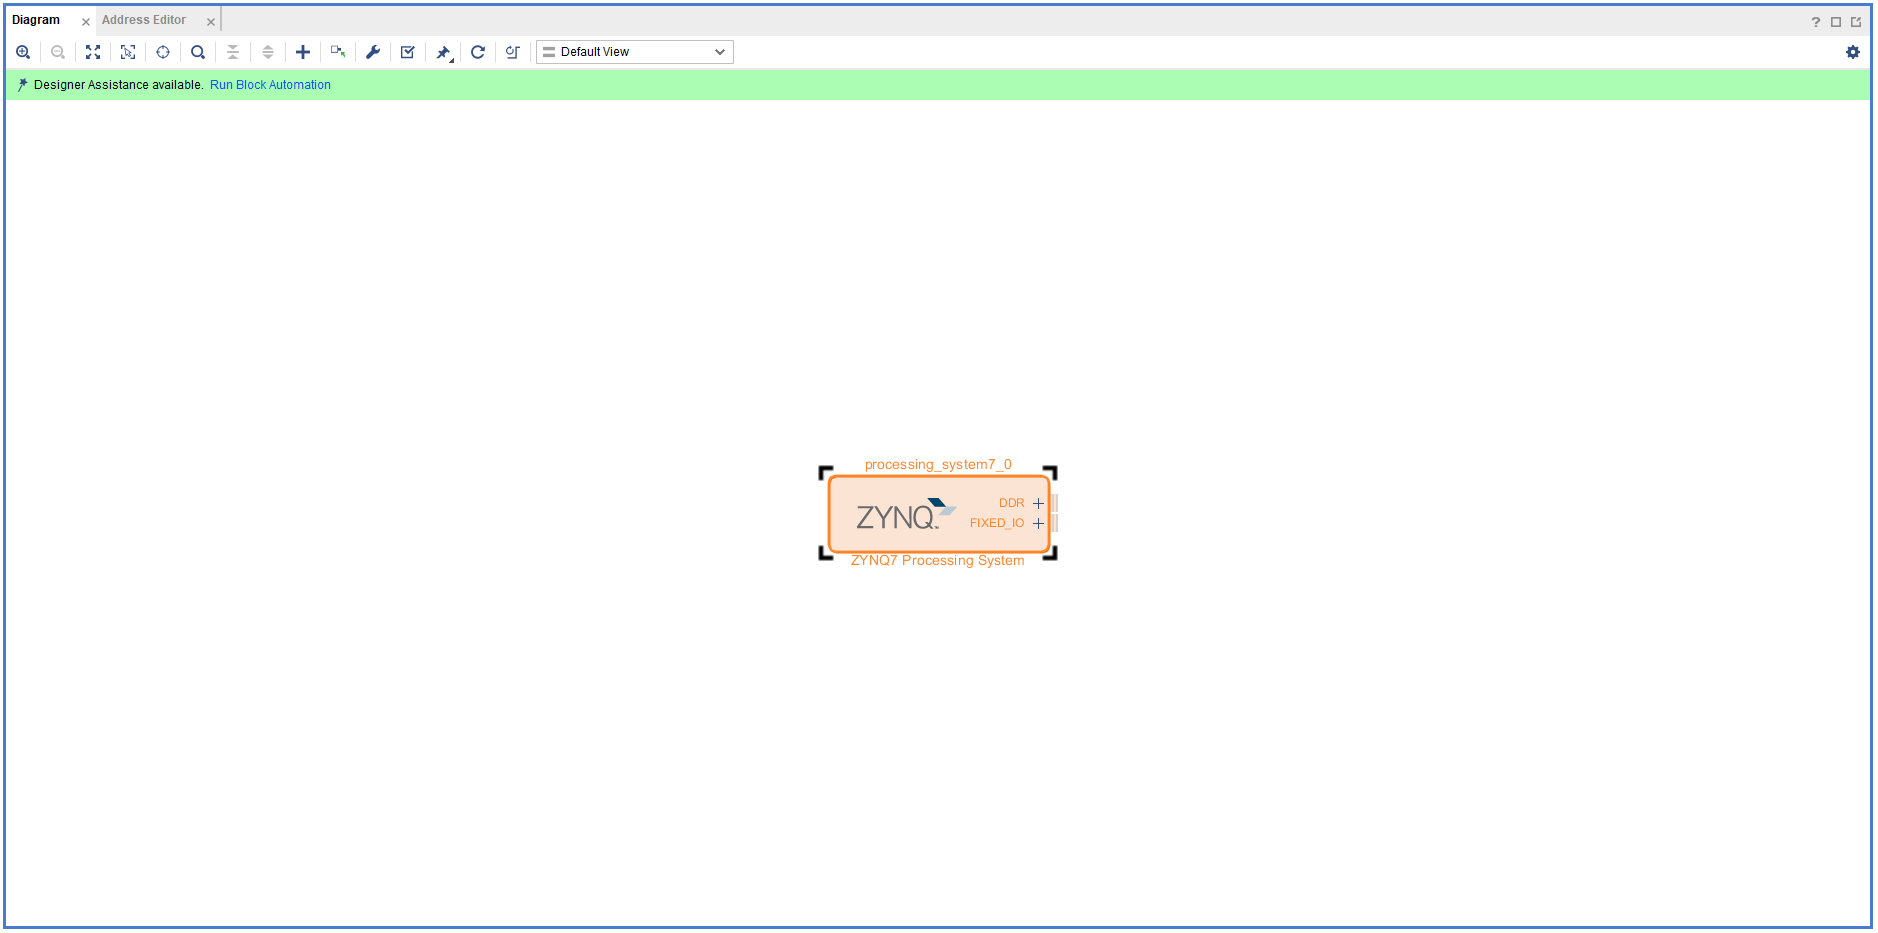 Diagram
Address Editor
Default View
Designer Assistance available. Run Block Automation
processing_system7_0
ZYNQ
DDR
FIXED_IO
ZYNQ7 Processing System